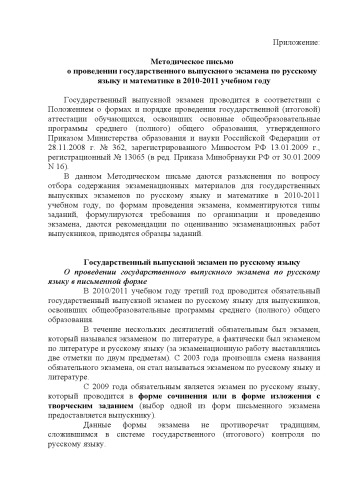 Приложение:
Методическое письмо
о проведении государственного выпускного экзамена по русскому
языку и математике в 2010-2011 учебном году
Государственный выпускной экзамен проводится в соответствии с
Положением о формах и порядке проведения государственной (итоговой)
аттестации обучающихся, освоивших основные общеобразовательные
программы среднего (полного) общего образования, утвержденного
Приказом Министерства образования и науки Российской Федерации от
28.11.2008 г. № 362, зарегистрированного Минюстом РФ 13.01.2009 г.,
регистрационный № 13065 (в ред. Приказа Минобрнауки РФ от 30.01.2009
N 16).
В данном Методическом письме даются разъяснения по вопросу
отбора содержания экзаменационных материалов для государственных
выпускных экзаменов по русскому языку и математике в 2010-2011
учебном году, по формам проведения экзамена, комментируются типы
заданий, формулируются требования по организации и проведению
экзамена, даются рекомендации по оцениванию экзаменационных работ
выпускников, приводятся образцы заданий.
Государственный выпускной экзамен по русскому языку
О проведении государственного выпускного экзамена по русскому
языку в письменной форме
В 2010/2011 учебном году третий год проводится обязательный
государственный выпускной экзамен по русскому языку для выпускников,
освоивших общеобразовательные программы среднего (полного) общего
образования.
В течение нескольких десятилетий обязательным был экзамен,
который назывался экзаменом по литературе, а фактически был экзаменом
по литературе и русскому языку (за экзаменационную работу выставлялись
две отметки по двум предметам). С 2003 года произошла смена названия
обязательного экзамена, он стал называться экзаменом по русскому языку и
литературе.
С 2009 года обязательным является экзамен по русскому языку,
который проводится в форме сочинения или в форме изложения с
творческим заданием (выбор одной из форм письменного экзамена
предоставляется выпускнику).
Данные формы экзамена не противоречат традициям,
сложившимся в системе государственного (итогового) контроля по
русскому языку.